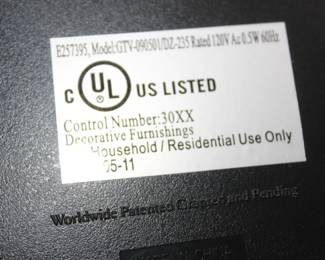 E257395, Model:GTV-090501/DZ-235 Rated 120V Ac 0.5W 60Hz
C UL US LISTED
Control Number:30XX
Decorative Furnishings
Household / Residential Use Only
05-11
Worldwide Patented and Pending